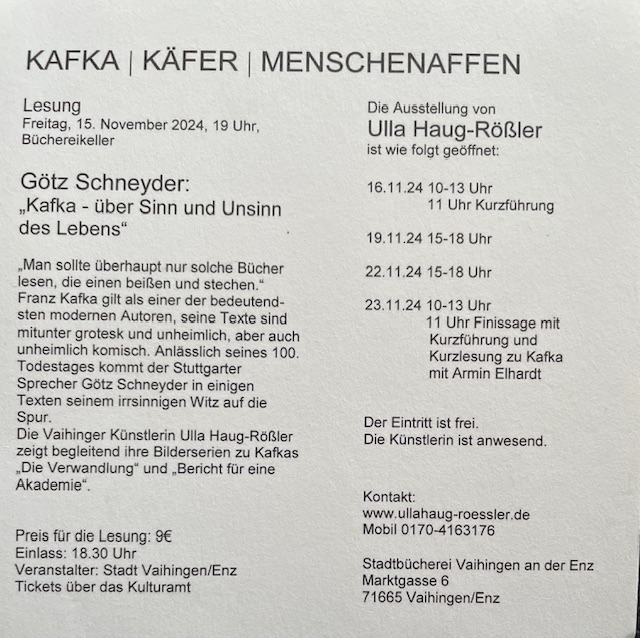 KAFKA | KÄFER | MENSCHENAFFEN
Lesung
Freitag, 15. November 2024, 19 Uhr,
Büchereikeller
Götz Schneyder:
„Kafka - über Sinn und Unsinn
des Lebens“
„Man sollte überhaupt nur solche Bücher
lesen, die einen beißen und stechen.“
Franz Kafka gilt als einer der bedeutend-
sten modernen Autoren, seine Texte sind
mitunter grotesk und unheimlich, aber auch
unheimlich komisch. Anlässlich seines 100.
Todestages kommt der Stuttgarter
Sprecher Götz Schneyder in einigen
Texten seinem irrsinnigen Witz auf die
Spur.
Die Vaihinger Künstlerin Ulla Haug-Rößler
zeigt begleitend ihre Bilderserien zu Kafkas
„Die Verwandlung“ und „Bericht für eine
Akademie“.
Preis für die Lesung: 9€
Einlass: 18.30 Uhr
Veranstalter: Stadt Vaihingen/Enz
Tickets über das Kulturamt
Die Ausstellung von
Ulla Haug-Rößler
ist wie folgt geöffnet:
16.11.24 10-13 Uhr
11 Uhr Kurzführung
19.11.24 15-18 Uhr
22.11.24 15-18 Uhr
23.11.24 10-13 Uhr
11 Uhr Finissage mit
Kurzführung und
Kurzlesung zu Kafka
mit Armin Elhardt
Der Eintritt ist frei.
Die Künstlerin ist anwesend.
Kontakt:
www.ullahaug-roessler.de
Mobil 0170-4163176
Stadtbücherei Vaihingen an der Enz
Marktgasse 6
71665 Vaihingen/Enz